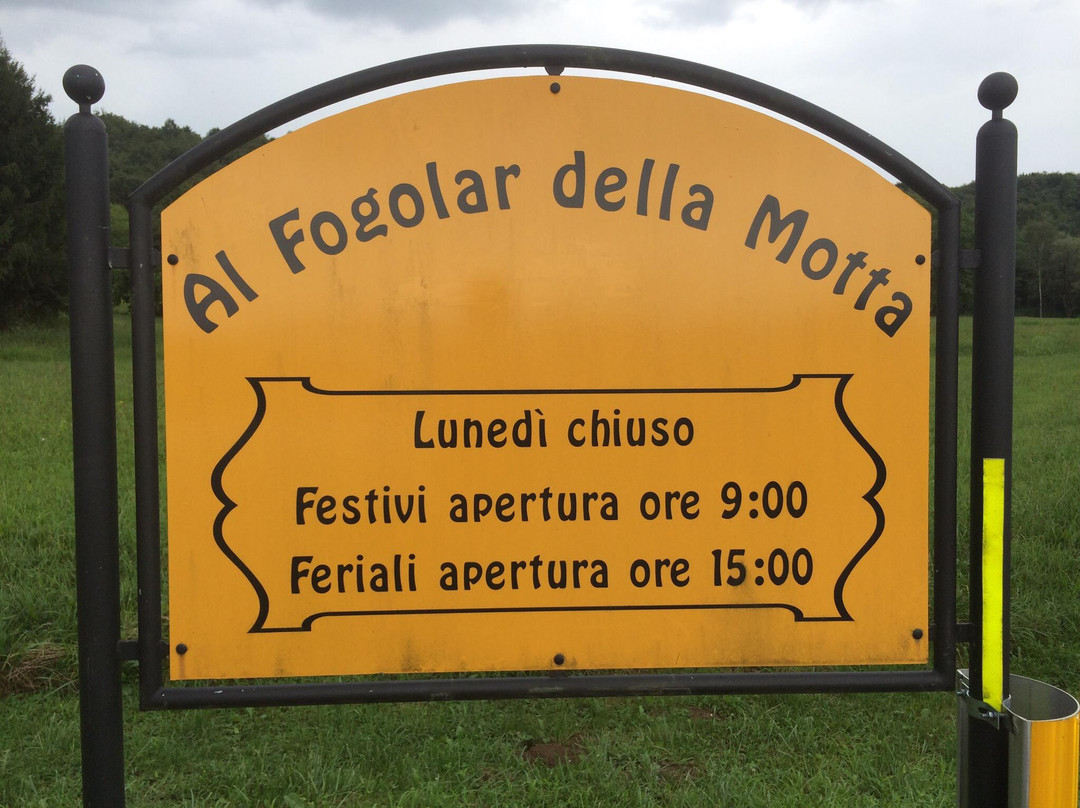 Al Fogolar della Motta
Lunedì chiuso
Festivi apertura ore 9:00
Feriali apertura ore 15:00